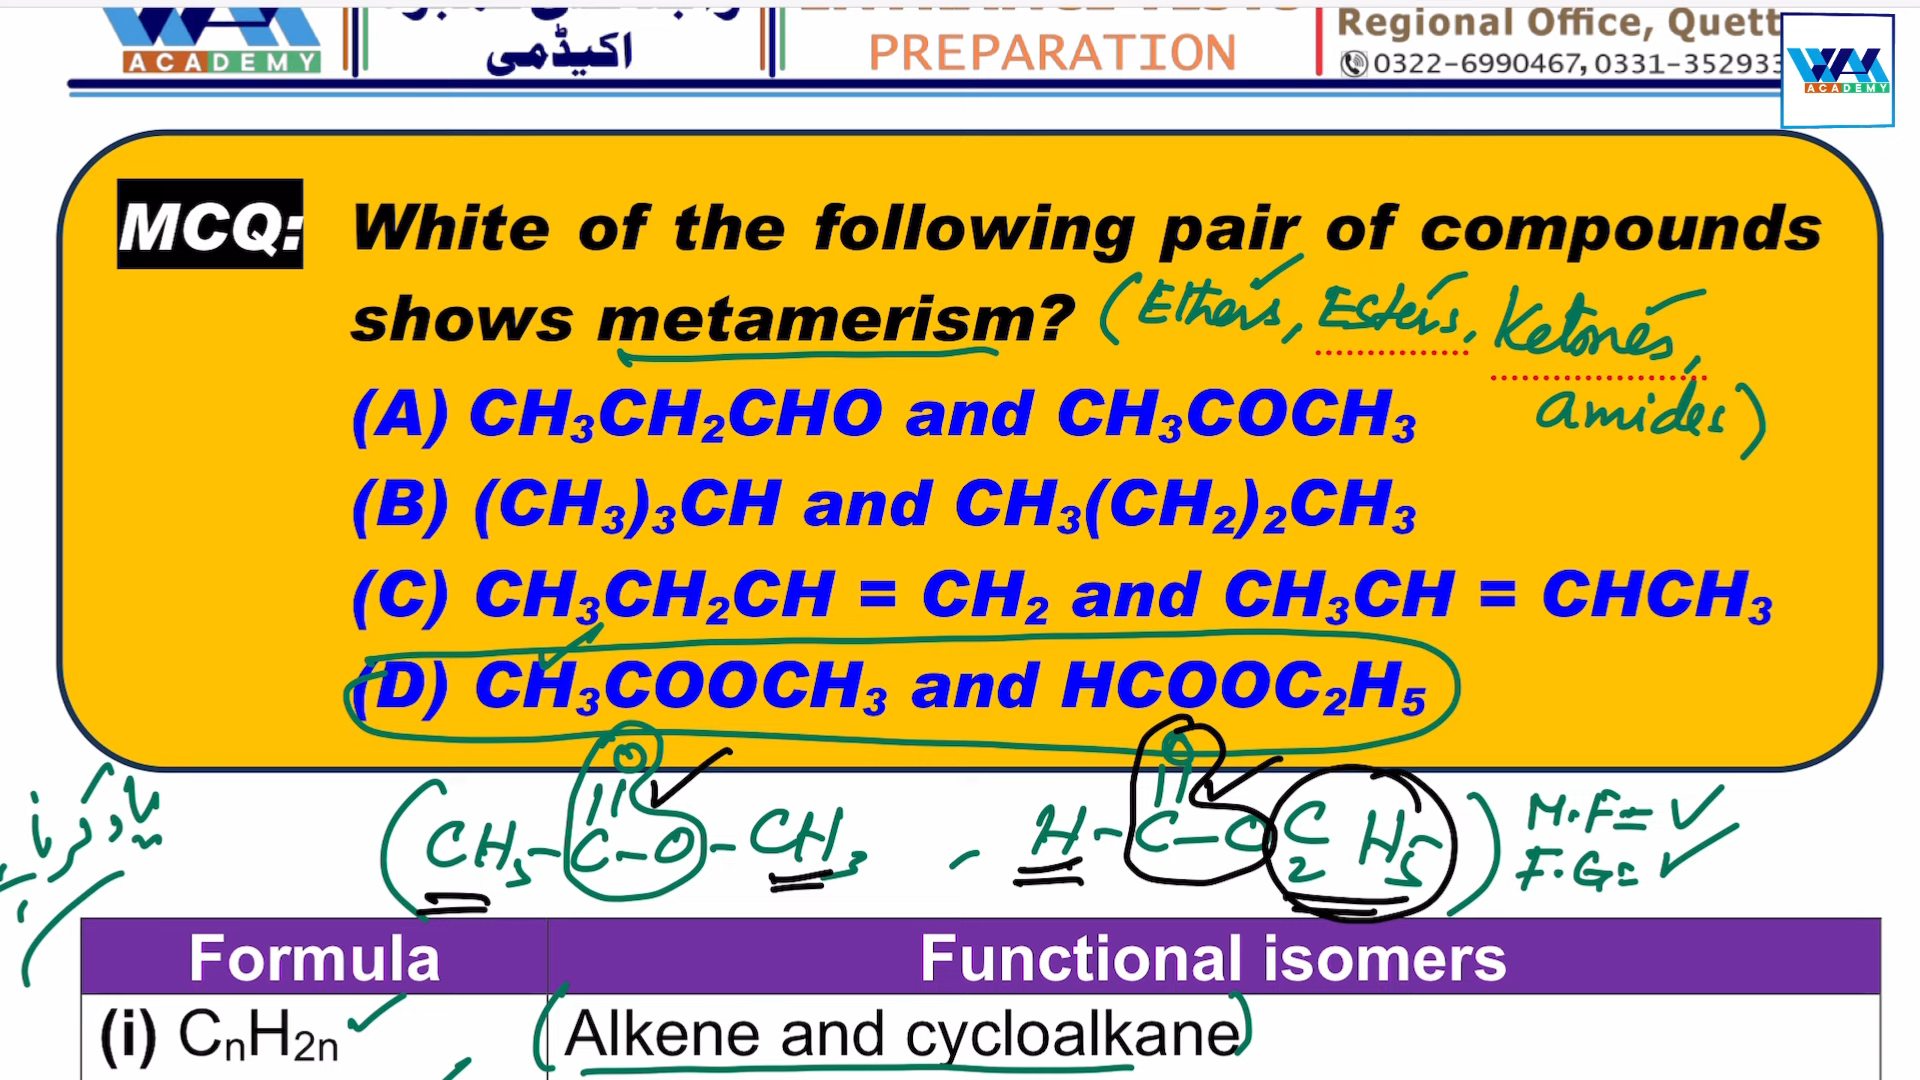 ACADEMY
اکیڈمی
PREPARATION
Regional Office, Quett
0322-6990467, 0331-352933
WAM
ACADEMY
MCQ: White of the following pair of compounds
shows metamerism? (Ethers, Esters, Ketones,
amides)
(A) CH₃CH₂CHO and CH₃COCH₃
(B) (CH₃)₃CH and CH₃(CH₂)₂CH₃
(C) CH₃CH₂CH = CH₂ and CH₃CH = CHCH₃
(D) CH₃COOCH₃ and HCOOC₂H₅
O O
(CH₃-C-O-CH₃ , H-C-O C₂H₅) M.F= ✓
F.G= ✓
Formula Functional isomers
(i) CₙH₂ₙ ✓ (Alkene and cycloalkane)